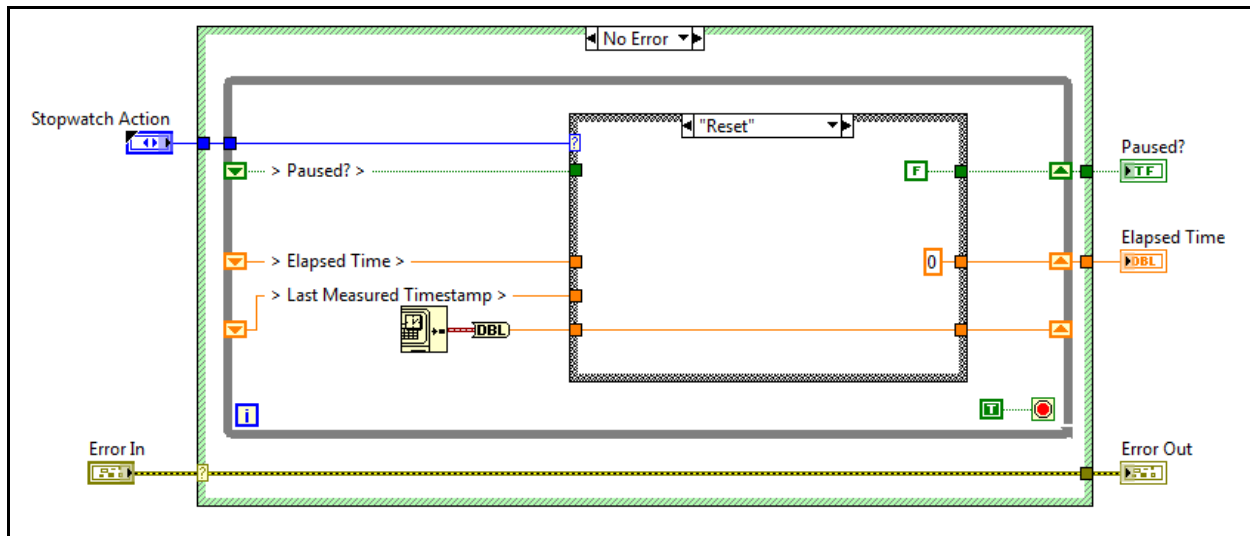 No Error
Stopwatch Action
"Reset"
?
Paused?
> Paused? >
F
TF
Elapsed Time
> Elapsed Time >
0
DBL
> Last Measured Timestamp >
DBL
i
T
Error In
Error Out
?